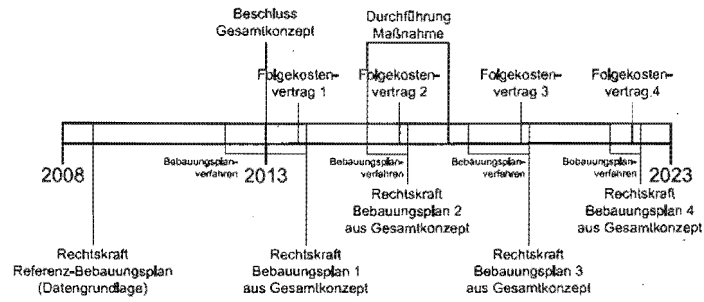 Beschluss
Gesamtkonzept
Durchführung
Maßnahme
Folgekosten-
vertrag 1
Folgekosten-
vertrag 2
Folgekosten-
vertrag 3
Folgekosten-
vertrag 4
2008
Bebauungsplan-
verfahren
2013
Bebauungsplan-
verfahren
Bebauungsplan-
verfahren
Bebauungsplan-
verfahren
2023
Rechtskraft
Bebauungsplan 2
aus Gesamtkonzept
Rechtskraft
Bebauungsplan 4
aus Gesamtkonzept
Rechtskraft
Referenz-Bebauungsplan
(Datengrundlage)
Rechtskraft
Bebauungsplan 1
aus Gesamtkonzept
Rechtskraft
Bebauungsplan 3
aus Gesamtkonzept